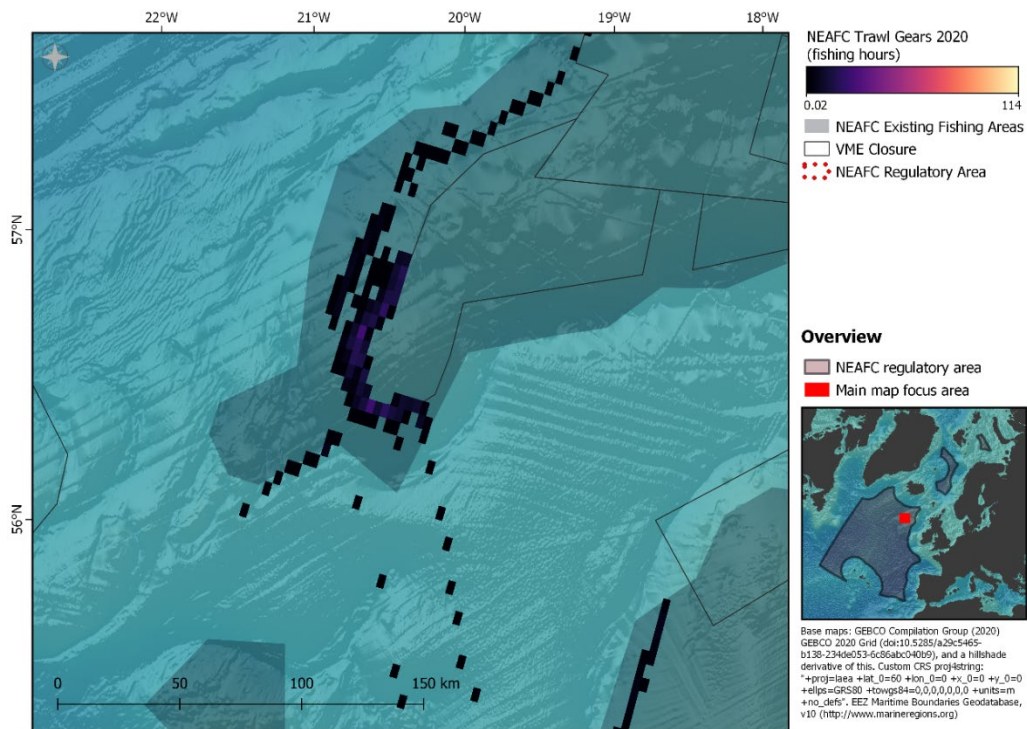 22°W 21°W 20°W 19°W 18°W
57°N
56°N
0 50 100 150 km
NEAFC Trawl Gears 2020
(fishing hours)
0.02 114
NEAFC Existing Fishing Areas
VME Closure
NEAFC Regulatory Area
Overview
NEAFC regulatory area
Main map focus area
Base maps: GEBCO Compilation Group (2020)
GEBCO 2020 Grid (doi:10.5285/a29c5465-
b138-234de053-6c86abc040b9), and a hillshade
derivative of this. Custom CRS proj4string:
"+proj=laea +lat_0=60 +lon_0=0 +x_0=0 +y_0=0
+ellps=GRS80 +towgs84=0,0,0,0,0,0,0 +units=m
+no_defs". EEZ Maritime Boundaries Geodatabase,
v10 (http://www.marineregions.org)